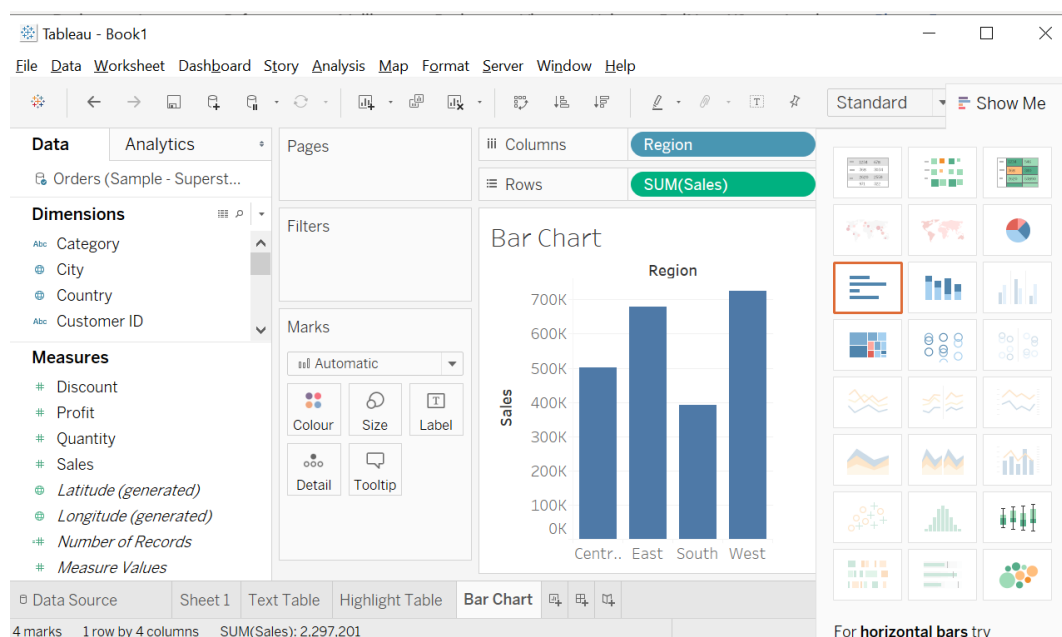 Tableau - Book1
File Data Worksheet Dashboard Story Analysis Map Format Server Window Help
Standard
Show Me
Data Analytics
Orders (Sample - Superst...
Dimensions
Abc Category
City
Country
Abc Customer ID
Measures
# Discount
# Profit
# Quantity
# Sales
Latitude (generated)
Longitude (generated)
=# Number of Records
# Measure Values
Pages
Filters
Marks
Automatic
Colour Size Label
Detail Tooltip
iii Columns Region
Rows SUM(Sales)
Bar Chart
Region
700K
600K
500K
400K
300K
200K
100K
0K
Sales
Centr.. East South West
For horizontal bars try
Data Source Sheet 1 Text Table Highlight Table Bar Chart
4 marks 1 row by 4 columns SUM(Sales): 2,297,201